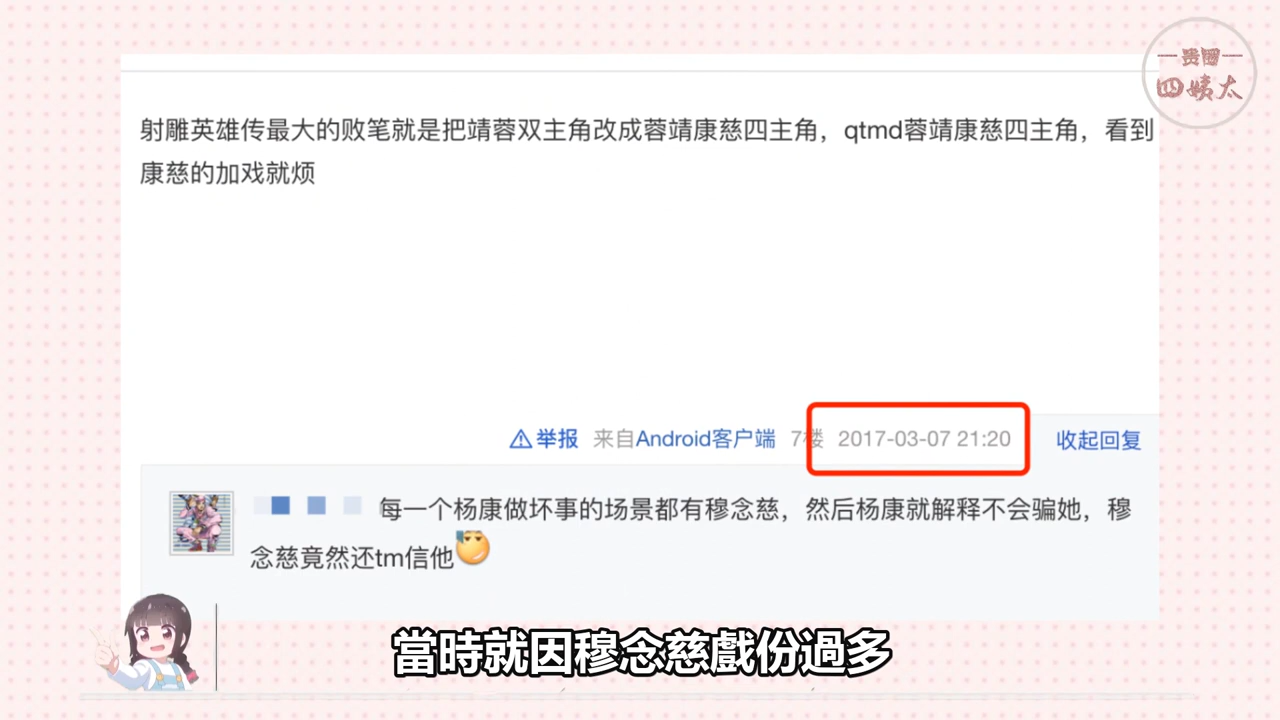 一贵圈一
四姨太
射雕英雄传最大的败笔就是把靖蓉双主角改成蓉靖康慈四主角，qtmd蓉靖康慈四主角，看到
康慈的加戏就烦
举报 来自Android客户端 7楼 2017-03-07 21:20 收起回复
每一个杨康做坏事的场景都有穆念慈，然后杨康就解释不会骗她，穆
念慈竟然还tm信他
當時就因穆念慈戲份過多